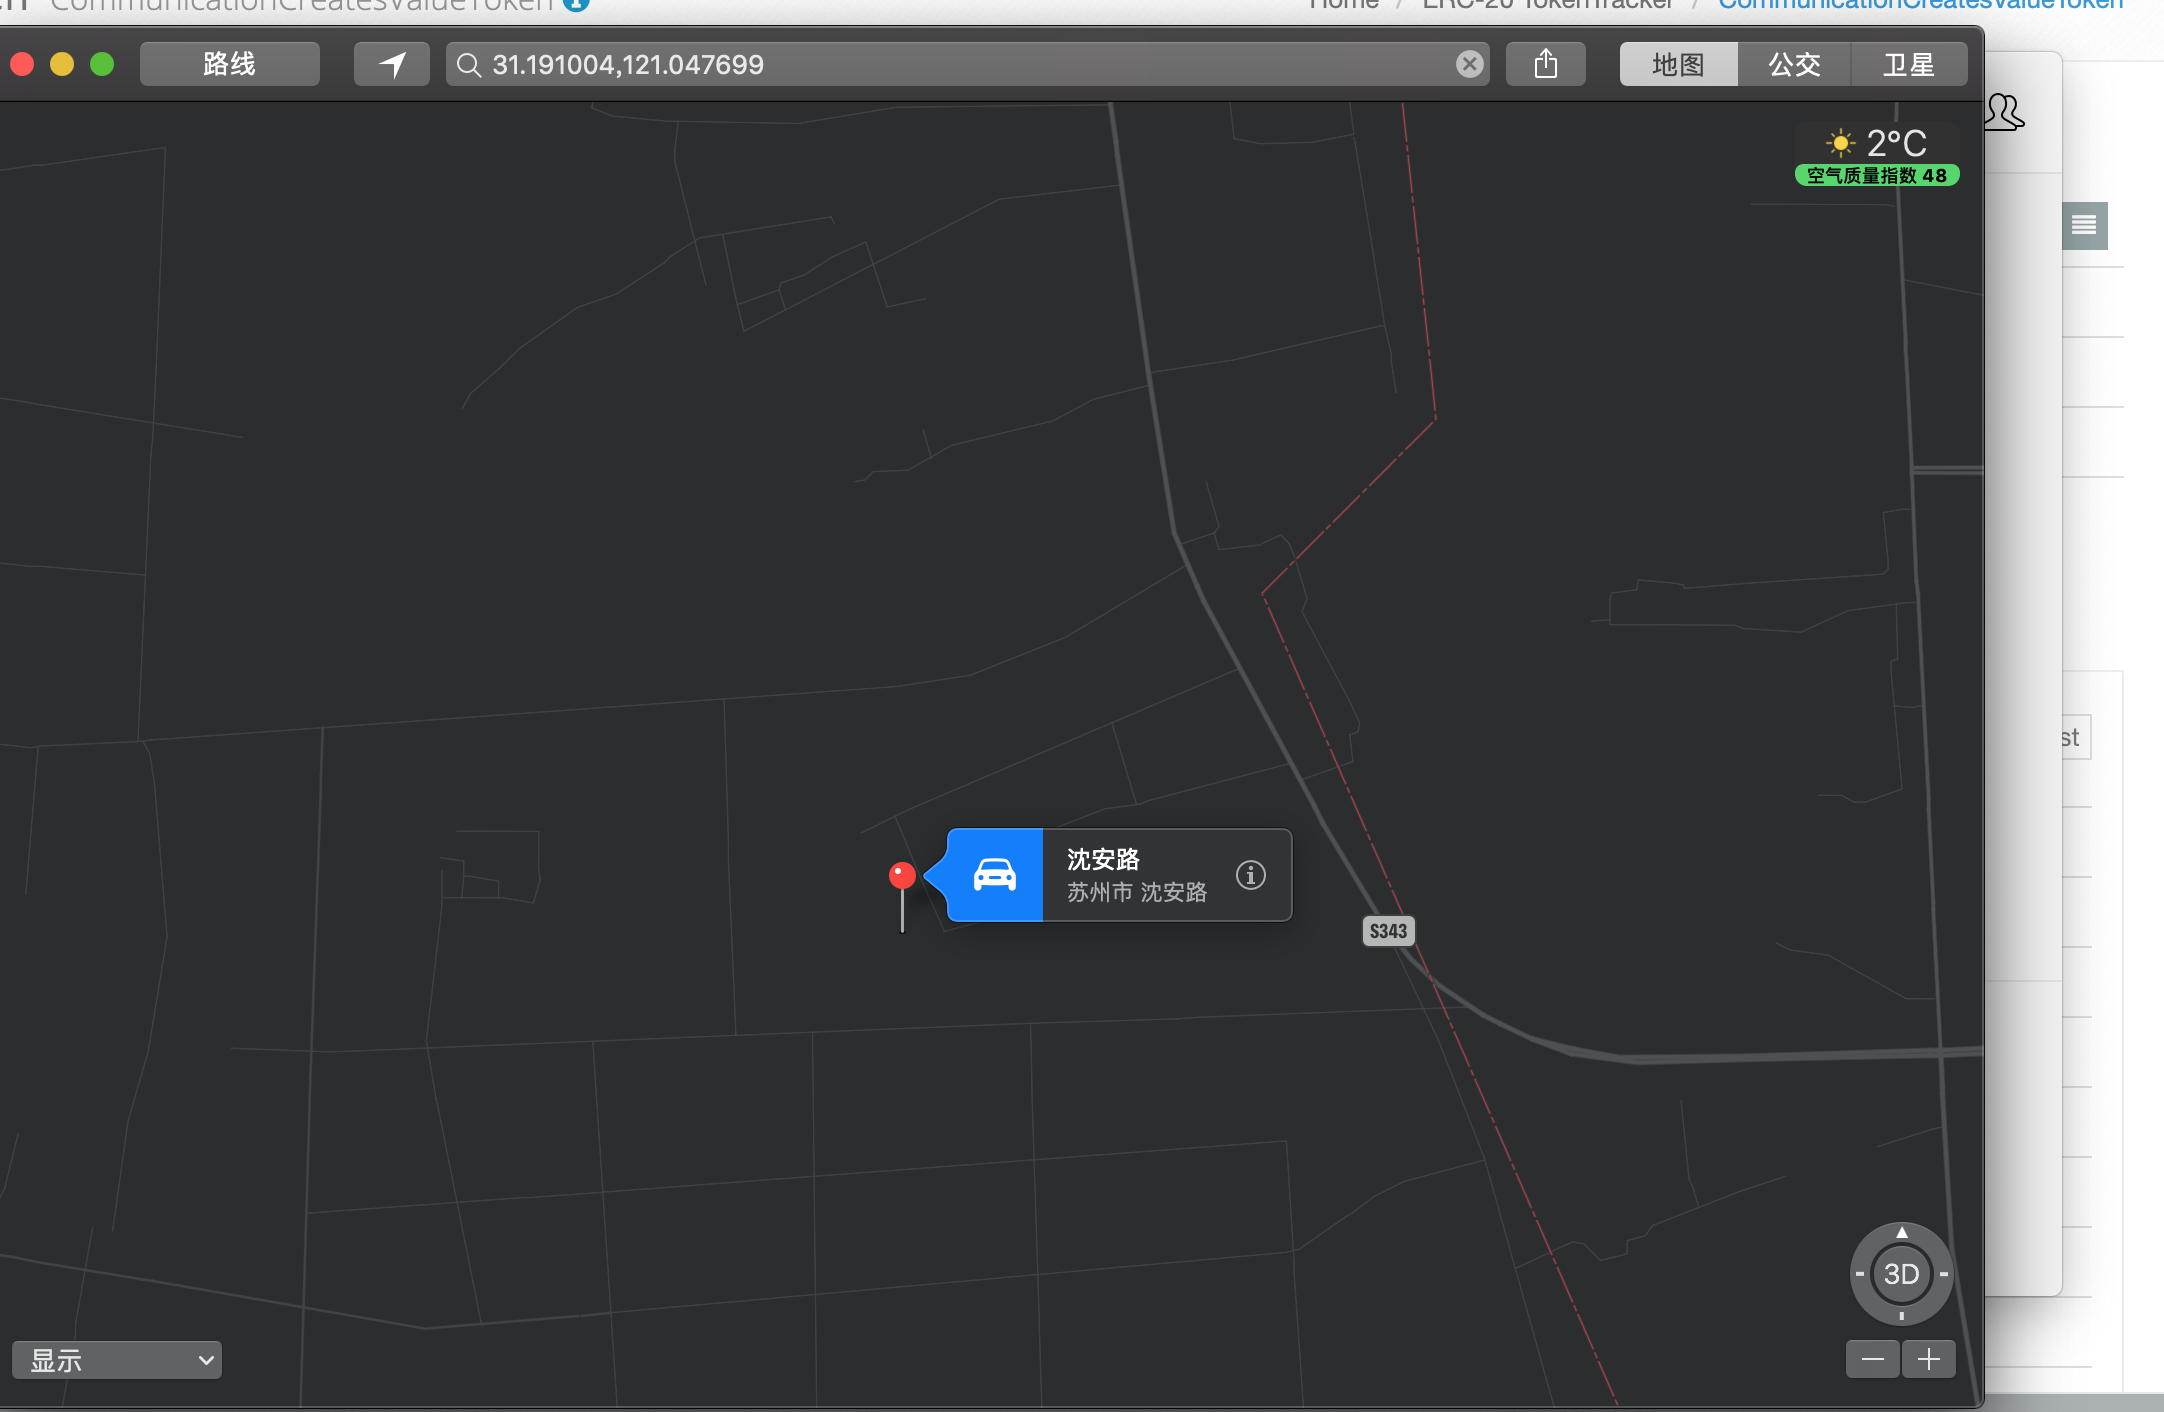 CommunicationCreatesValueToken
Home / ERC-20 TokenTracker / CommunicationCreatesValueToken
路线
31.191004,121.047699
地图
公交
卫星
2°C
空气质量指数 48
沈安路
苏州市 沈安路
S343
st
3D
显示